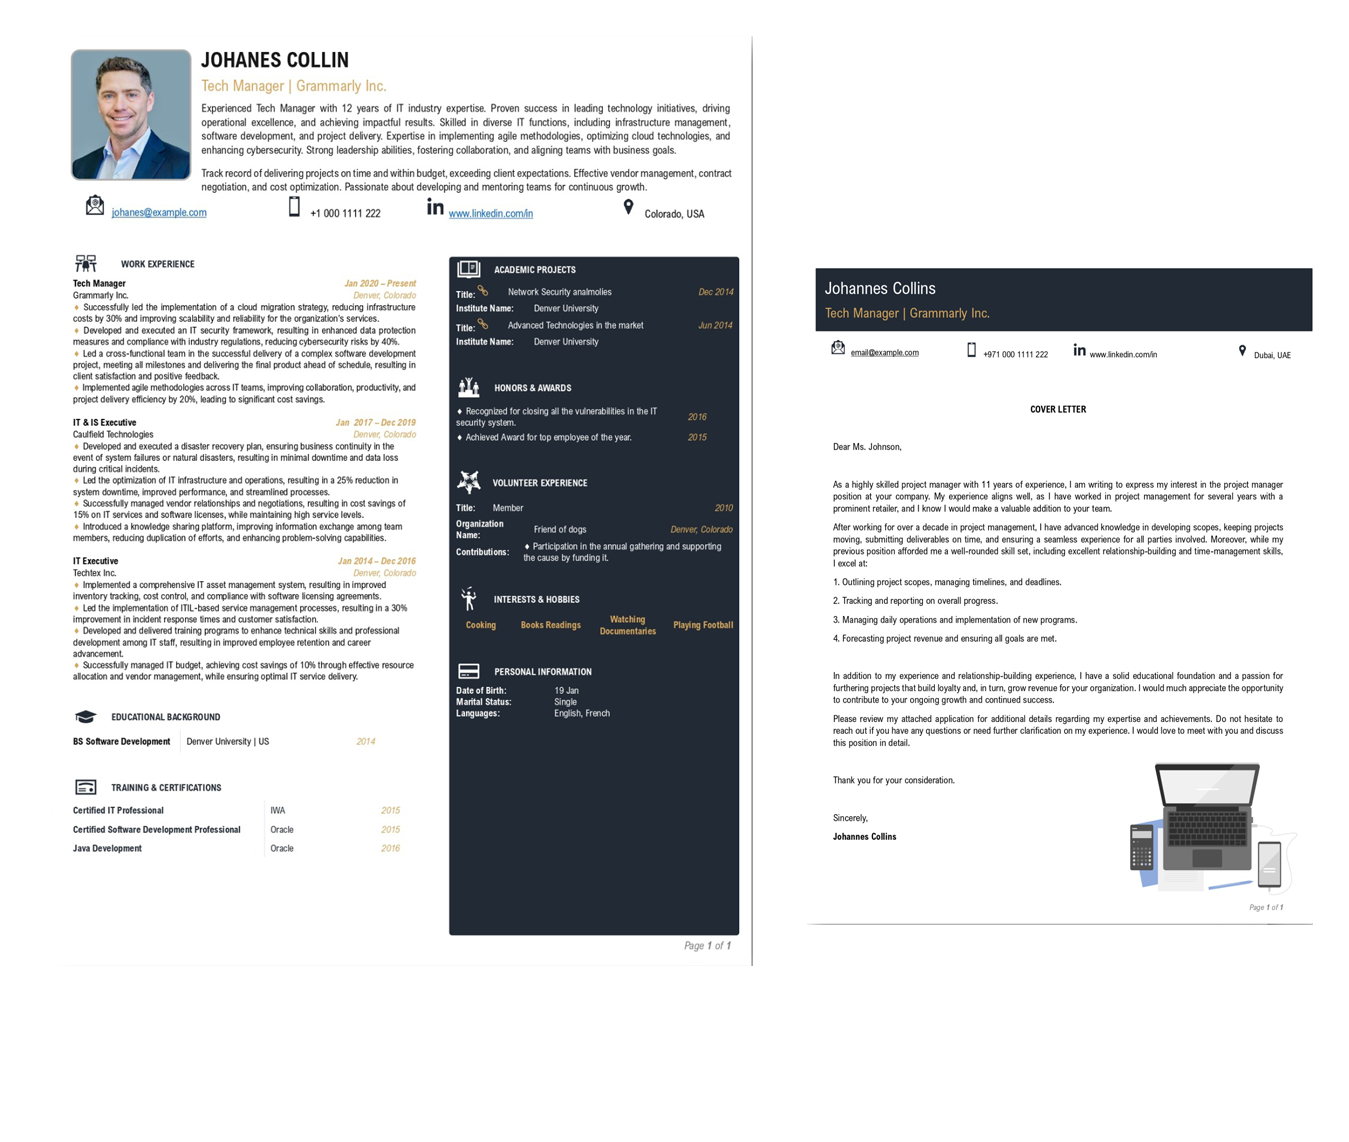 JOHANES COLLIN
Tech Manager | Grammarly Inc.
Experienced Tech Manager with 12 years of IT industry expertise. Proven success in leading technology initiatives, driving
operational excellence, and achieving impactful results. Skilled in diverse IT functions, including infrastructure management,
software development, and project delivery. Expertise in implementing agile methodologies, optimizing cloud technologies, and
enhancing cybersecurity. Strong leadership abilities, fostering collaboration, and aligning teams with business goals.
Track record of delivering projects on time and within budget, exceeding client expectations. Effective vendor management, contract
negotiation, and cost optimization. Passionate about developing and mentoring teams for continuous growth.
johanes@example.com +1 000 1111 222 in www.linkedin.com/in Colorado, USA
WORK EXPERIENCE
Tech Manager Jan 2020 – Present
Grammarly Inc. Denver, Colorado
♦ Successfully led the implementation of a cloud migration strategy, reducing infrastructure
costs by 30% and improving scalability and reliability for the organization's services.
♦ Developed and executed an IT security framework, resulting in enhanced data protection
measures and compliance with industry regulations, reducing cybersecurity risks by 40%.
♦ Led a cross-functional team in the successful delivery of a complex software development
project, meeting all milestones and delivering the final product ahead of schedule, resulting in
client satisfaction and positive feedback.
♦ Implemented agile methodologies across IT teams, improving collaboration, productivity, and
project delivery efficiency by 20%, leading to significant cost savings.
IT & IS Executive Jan 2017 – Dec 2019
Caulfield Technologies Denver, Colorado
♦ Developed and executed a disaster recovery plan, ensuring business continuity in the
event of system failures or natural disasters, resulting in minimal downtime and data loss
during critical incidents.
♦ Led the optimization of IT infrastructure and operations, resulting in a 25% reduction in
system downtime, improved performance, and streamlined processes.
♦ Successfully managed vendor relationships and negotiations, resulting in cost savings of
15% on IT services and software licenses, while maintaining high service levels.
♦ Introduced a knowledge sharing platform, improving information exchange among team
members, reducing duplication of efforts, and enhancing problem-solving capabilities.
IT Executive Jan 2014 – Dec 2016
Techtex Inc. Denver, Colorado
♦ Implemented a comprehensive IT asset management system, resulting in improved
inventory tracking, cost control, and compliance with software licensing agreements.
♦ Led the implementation of ITIL-based service management processes, resulting in a 30%
improvement in incident response times and customer satisfaction.
♦ Developed and delivered training programs to enhance technical skills and professional
development among IT staff, resulting in improved employee retention and career
advancement.
♦ Successfully managed IT budget, achieving cost savings of 10% through effective resource
allocation and vendor management, while ensuring optimal IT service delivery.
EDUCATIONAL BACKGROUND
BS Software Development Denver University | US 2014
TRAINING & CERTIFICATIONS
Certified IT Professional IWA 2015
Certified Software Development Professional Oracle 2015
Java Development Oracle 2016
ACADEMIC PROJECTS
Title: Network Security analmolies Dec 2014
Institute Name: Denver University
Title: Advanced Technologies in the market Jun 2014
Institute Name: Denver University
HONORS & AWARDS
♦ Recognized for closing all the vulnerabilities in the IT
security system. 2016
♦ Achieved Award for top employee of the year. 2015
VOLUNTEER EXPERIENCE
Title: Member 2010
Organization
Name: Friend of dogs Denver, Colorado
Contributions: ♦ Participation in the annual gathering and supporting
the cause by funding it.
INTERESTS & HOBBIES
Cooking Books Readings Watching
Documentaries Playing Football
PERSONAL INFORMATION
Date of Birth: 19 Jan
Marital Status: Single
Languages: English, French
Page 1 of 1
Johannes Collins
Tech Manager | Grammarly Inc.
email@example.com +971 000 1111 222 in www.linkedin.com/in Dubai, UAE
COVER LETTER
Dear Ms. Johnson,
As a highly skilled project manager with 11 years of experience, I am writing to express my interest in the project manager
position at your company. My experience aligns well, as I have worked in project management for several years with a
prominent retailer, and I know I would make a valuable addition to your team.
After working for over a decade in project management, I have advanced knowledge in developing scopes, keeping projects
moving, submitting deliverables on time, and ensuring a seamless experience for all parties involved. Moreover, while my
previous position afforded me a well-rounded skill set, including excellent relationship-building and time-management skills,
I excel at:
1. Outlining project scopes, managing timelines, and deadlines.
2. Tracking and reporting on overall progress.
3. Managing daily operations and implementation of new programs.
4. Forecasting project revenue and ensuring all goals are met.
In addition to my experience and relationship-building experience, I have a solid educational foundation and a passion for
furthering projects that build loyalty and, in turn, grow revenue for your organization. I would much appreciate the opportunity
to contribute to your ongoing growth and continued success.
Please review my attached application for additional details regarding my expertise and achievements. Do not hesitate to
reach out if you have any questions or need further clarification on my experience. I would love to meet with you and discuss
this position in detail.
Thank you for your consideration.
Sincerely,
Johannes Collins
Page 1 of 1